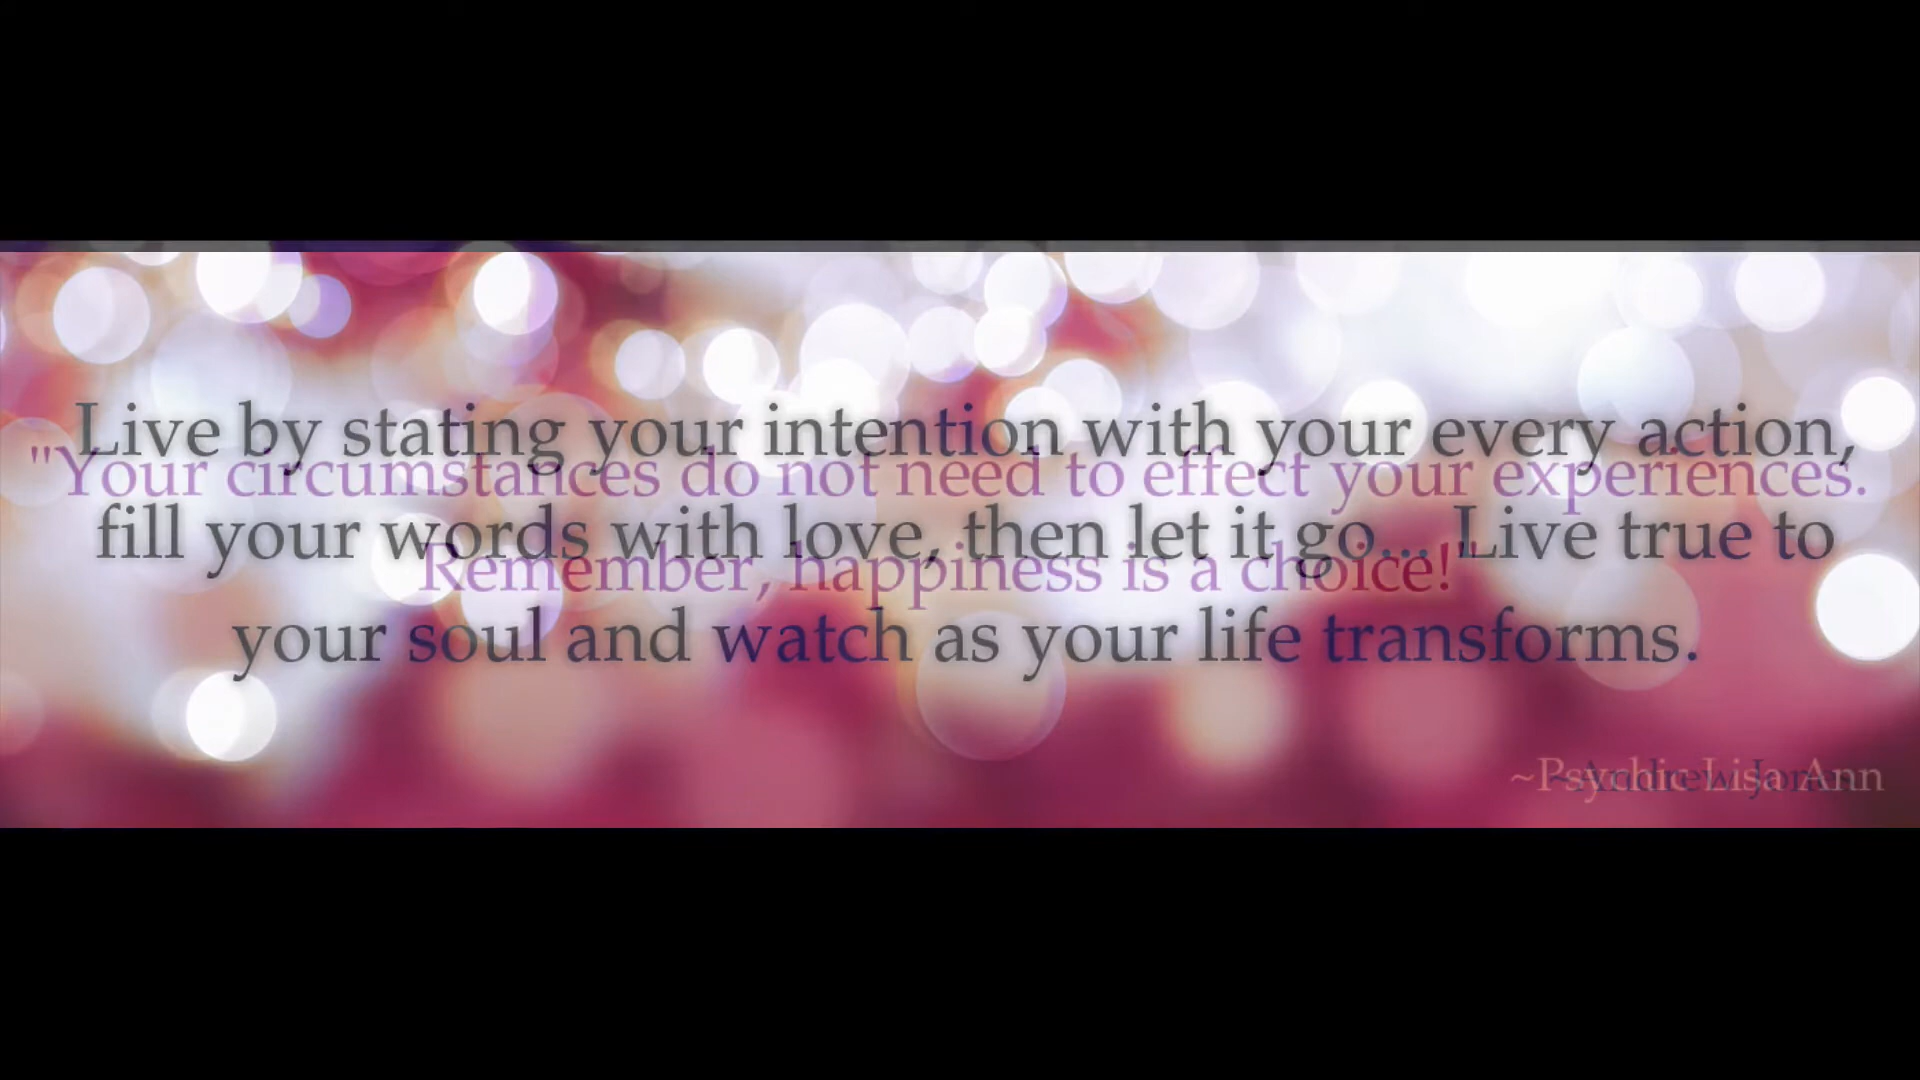 Live by stating your intention with your every action,
"Your circumstances do not need to effect your experiences.
fill your words with love, then let it go... Live true to
Remember, happiness is a choice!"
your soul and watch as your life transforms.
~Psychic Lisa Ann
~Andrew